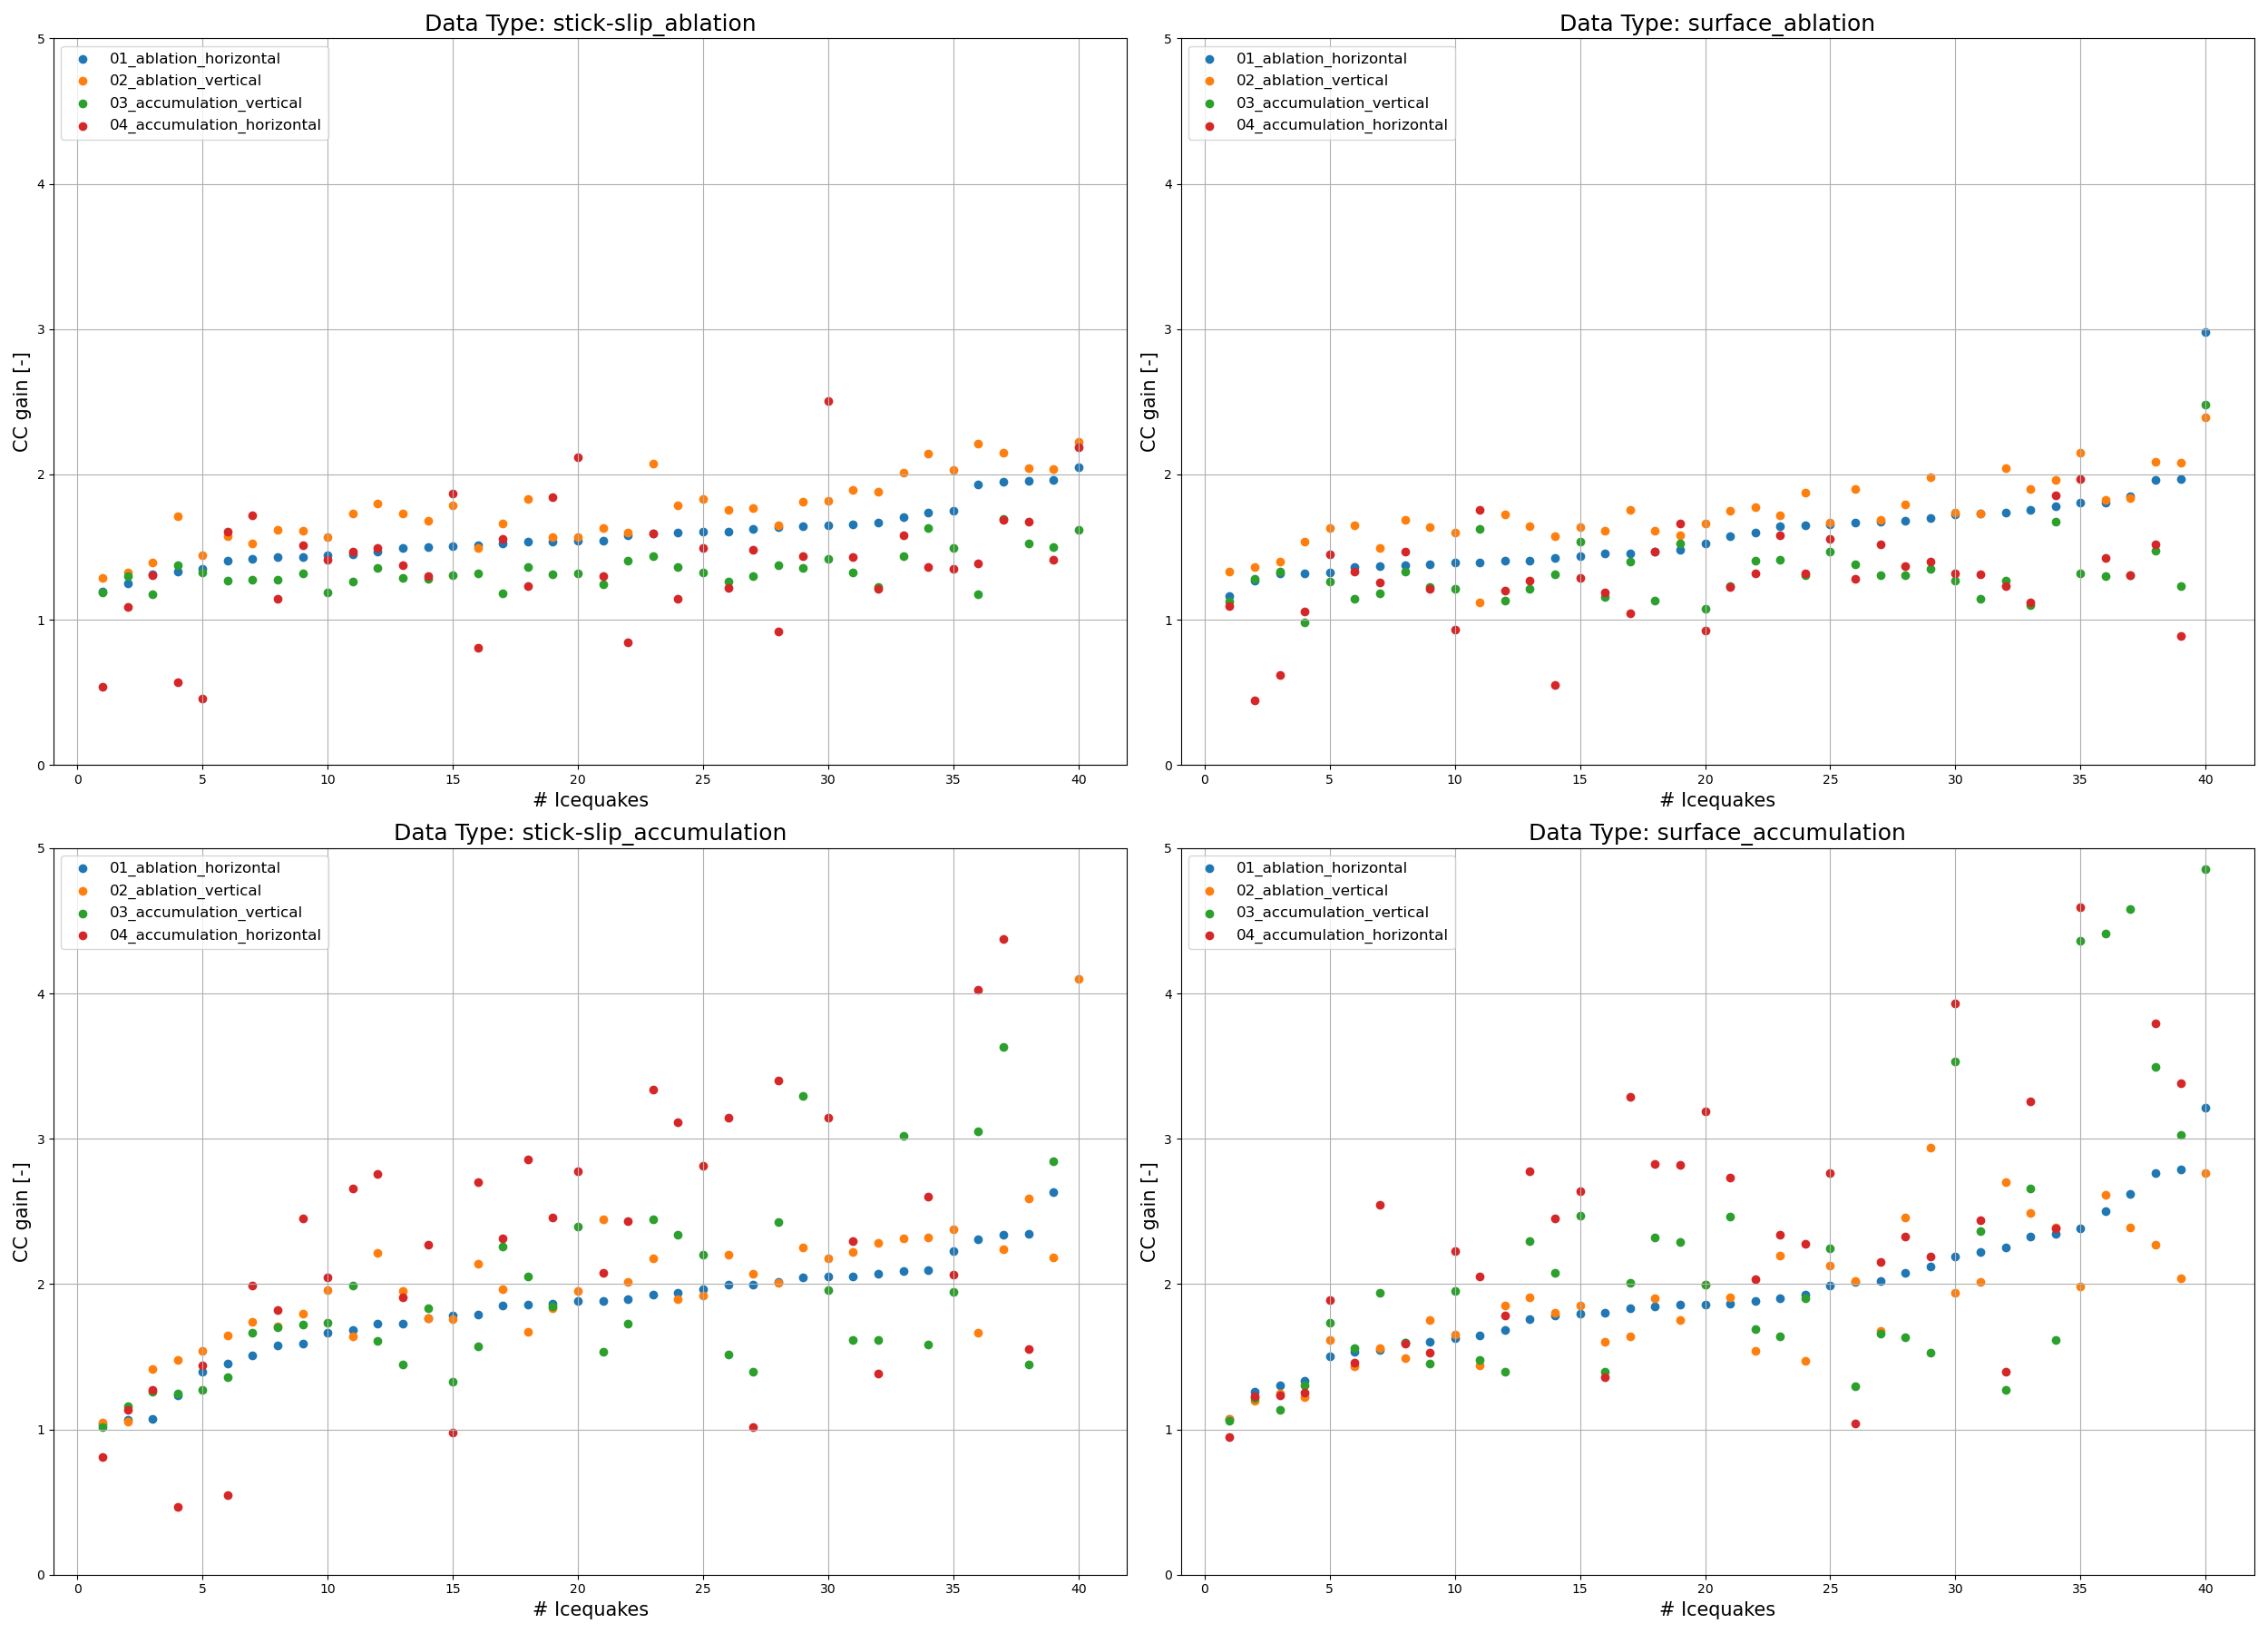 Data Type: stick-slip_ablation
01_ablation_horizontal
02_ablation_vertical
03_accumulation_vertical
04_accumulation_horizontal
CC gain [-]
5
4
3
2
1
0
0 5 10 15 20 25 30 35 40
# Icequakes
Data Type: surface_ablation
01_ablation_horizontal
02_ablation_vertical
03_accumulation_vertical
04_accumulation_horizontal
CC gain [-]
5
4
3
2
1
0
0 5 10 15 20 25 30 35 40
# Icequakes
Data Type: stick-slip_accumulation
01_ablation_horizontal
02_ablation_vertical
03_accumulation_vertical
04_accumulation_horizontal
CC gain [-]
5
4
3
2
1
0
0 5 10 15 20 25 30 35 40
# Icequakes
Data Type: surface_accumulation
01_ablation_horizontal
02_ablation_vertical
03_accumulation_vertical
04_accumulation_horizontal
CC gain [-]
5
4
3
2
1
0
0 5 10 15 20 25 30 35 40
# Icequakes